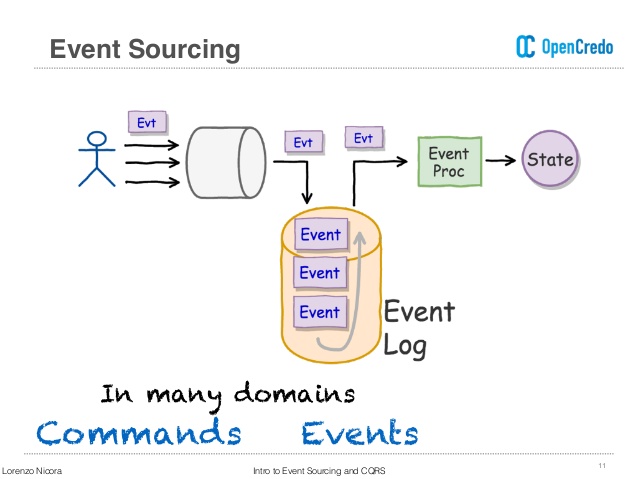 Event Sourcing
OpenCredo
Evt
Evt
Evt
Event
Proc
State
Event
Event
Event
Event
Log
In many domains
Commands Events
Lorenzo Nicora
Intro to Event Sourcing and CQRS
11